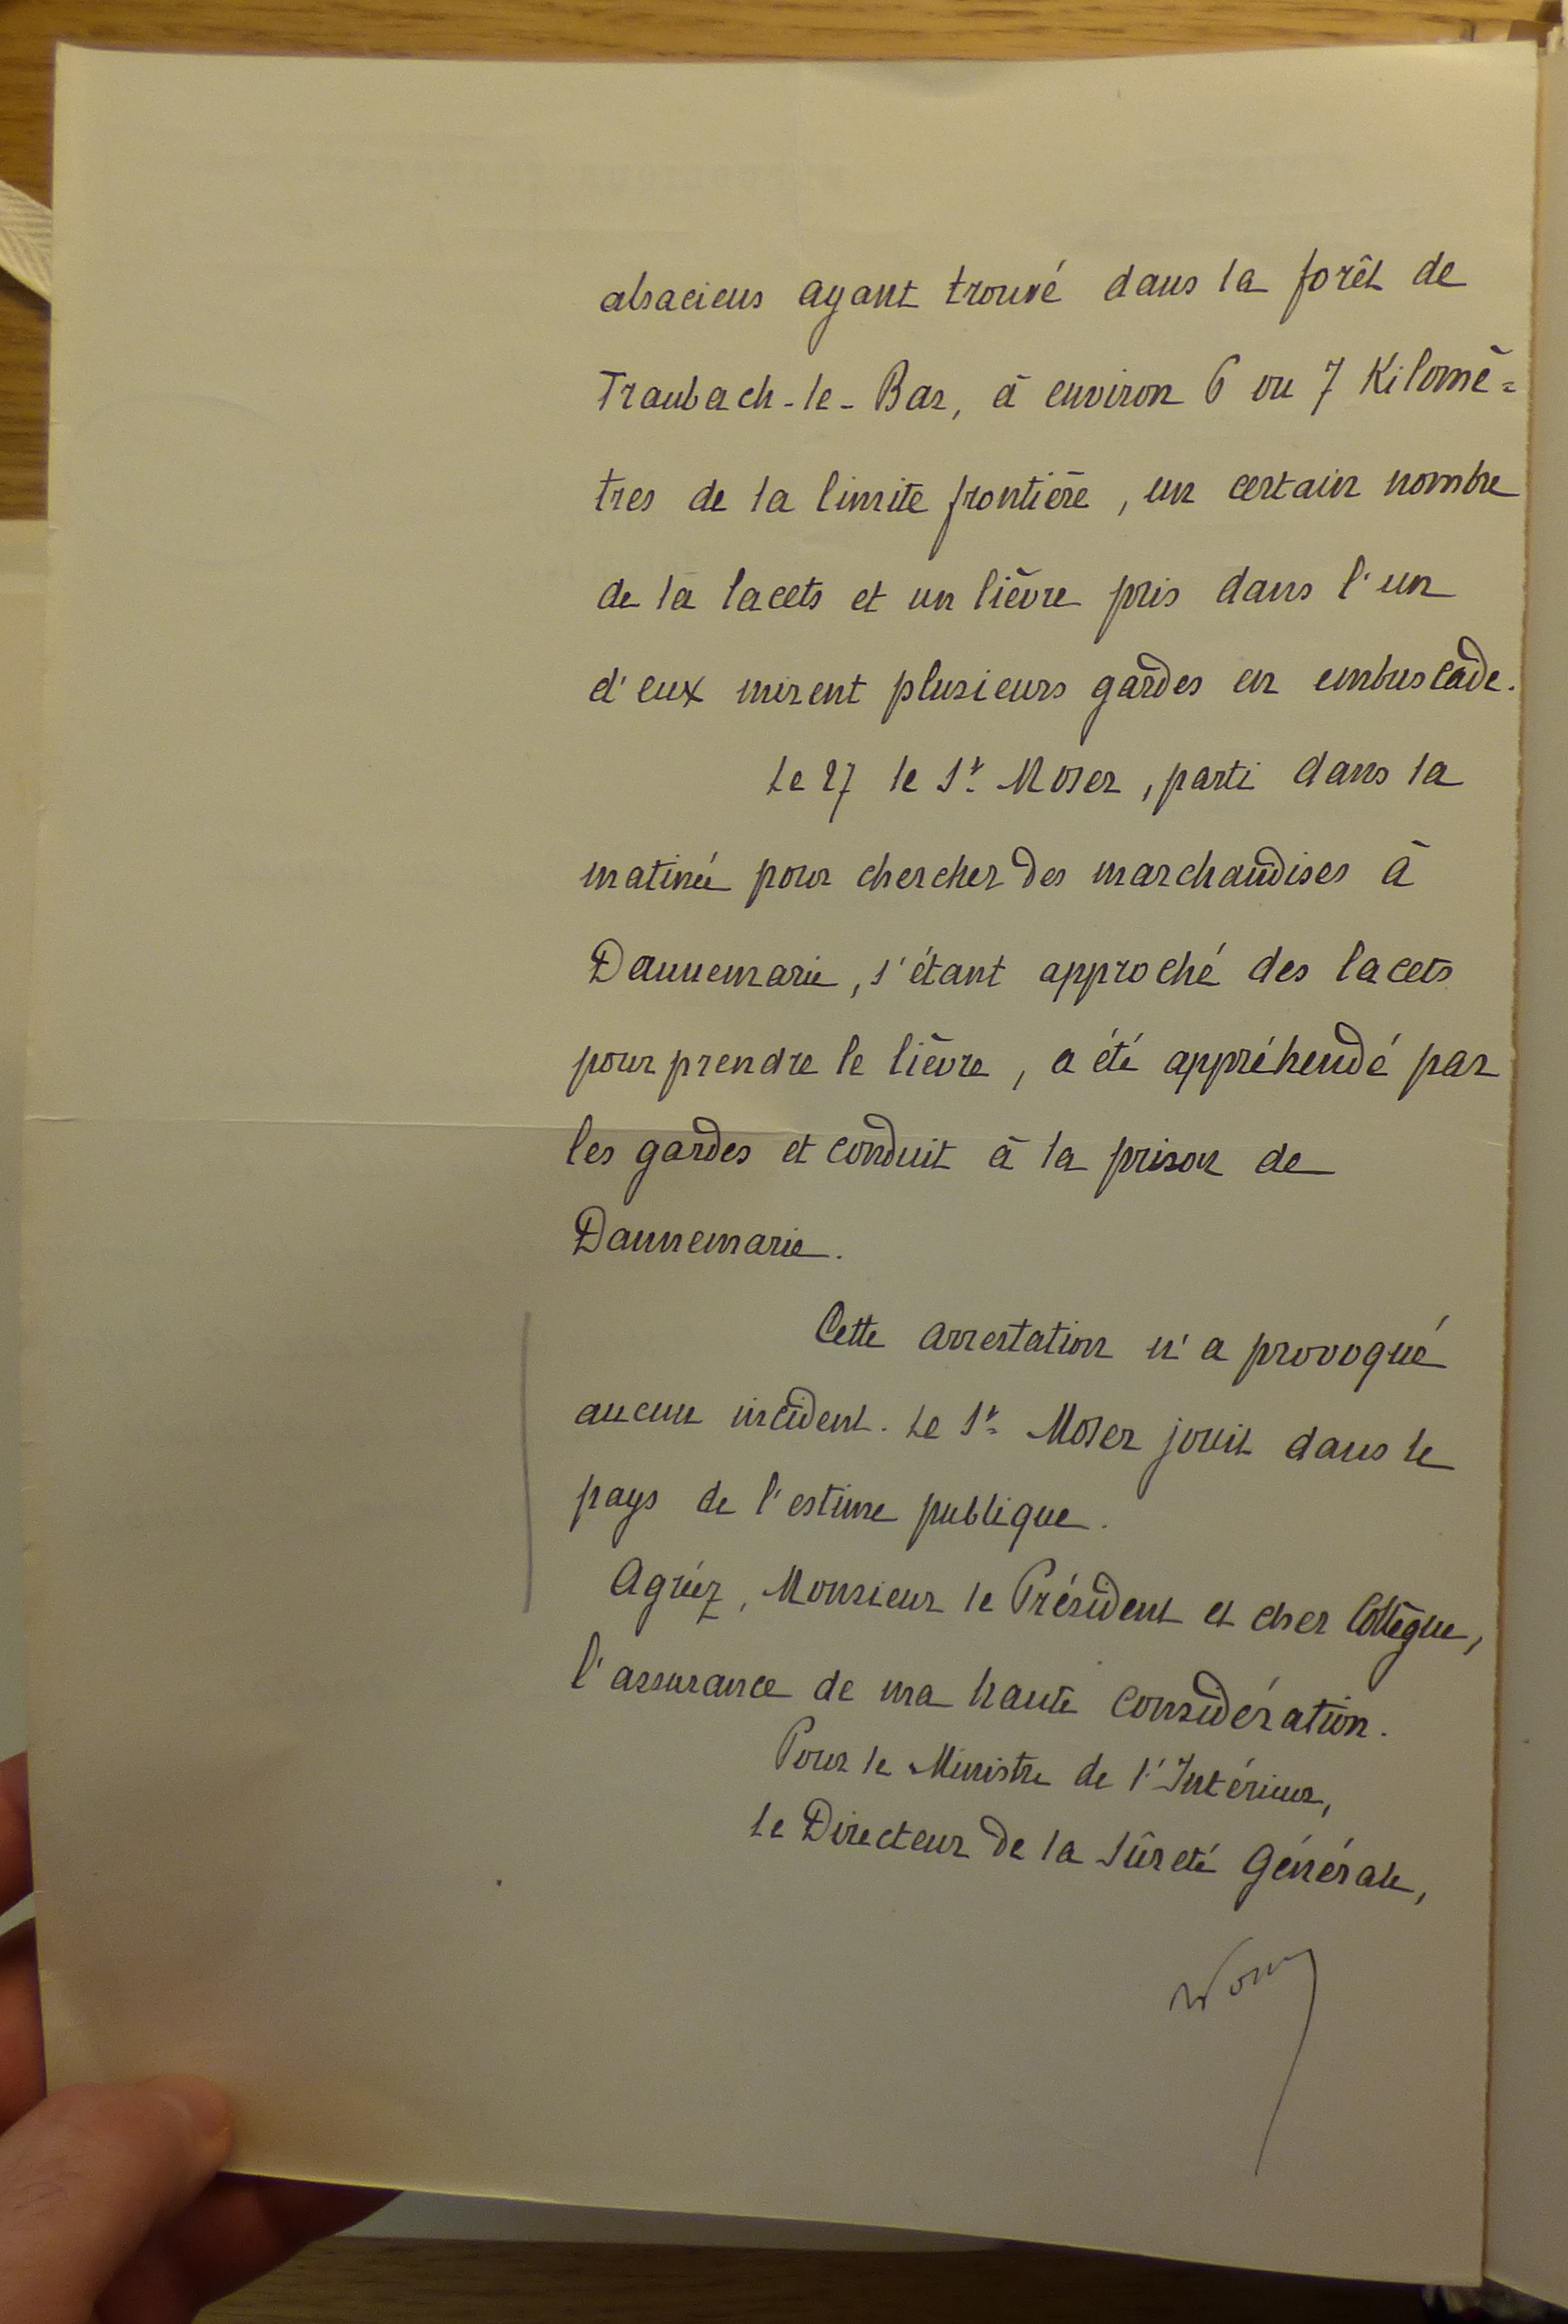 alsaciens ayant trouvé dans la forêt de
Traubach-le-Bas, à environ 6 ou 7 Kilomè=
tres de la limite frontière, un certain nombre
de la lacets et un lièvre pris dans l'un
d'eux mirent plusieurs gardes en embuscade.
Le 27 le Sr. Moser, parti dans la
matinée pour chercher des marchandises à
Dannemarie, s'étant approché des lacets
pour prendre le lièvre, a été appréhendé par
les gardes et conduit à la prison de
Dannemarie.
Cette arrestation n'a provoqué
aucun incident. Le Sr. Moser jouit dans le
pays de l'estime publique.
Agréez, Monsieur le Président et cher Collègue,
l'assurance de ma haute considération.
Pour le Ministre de l'Intérieur,
Le Directeur de la Sûreté Générale,